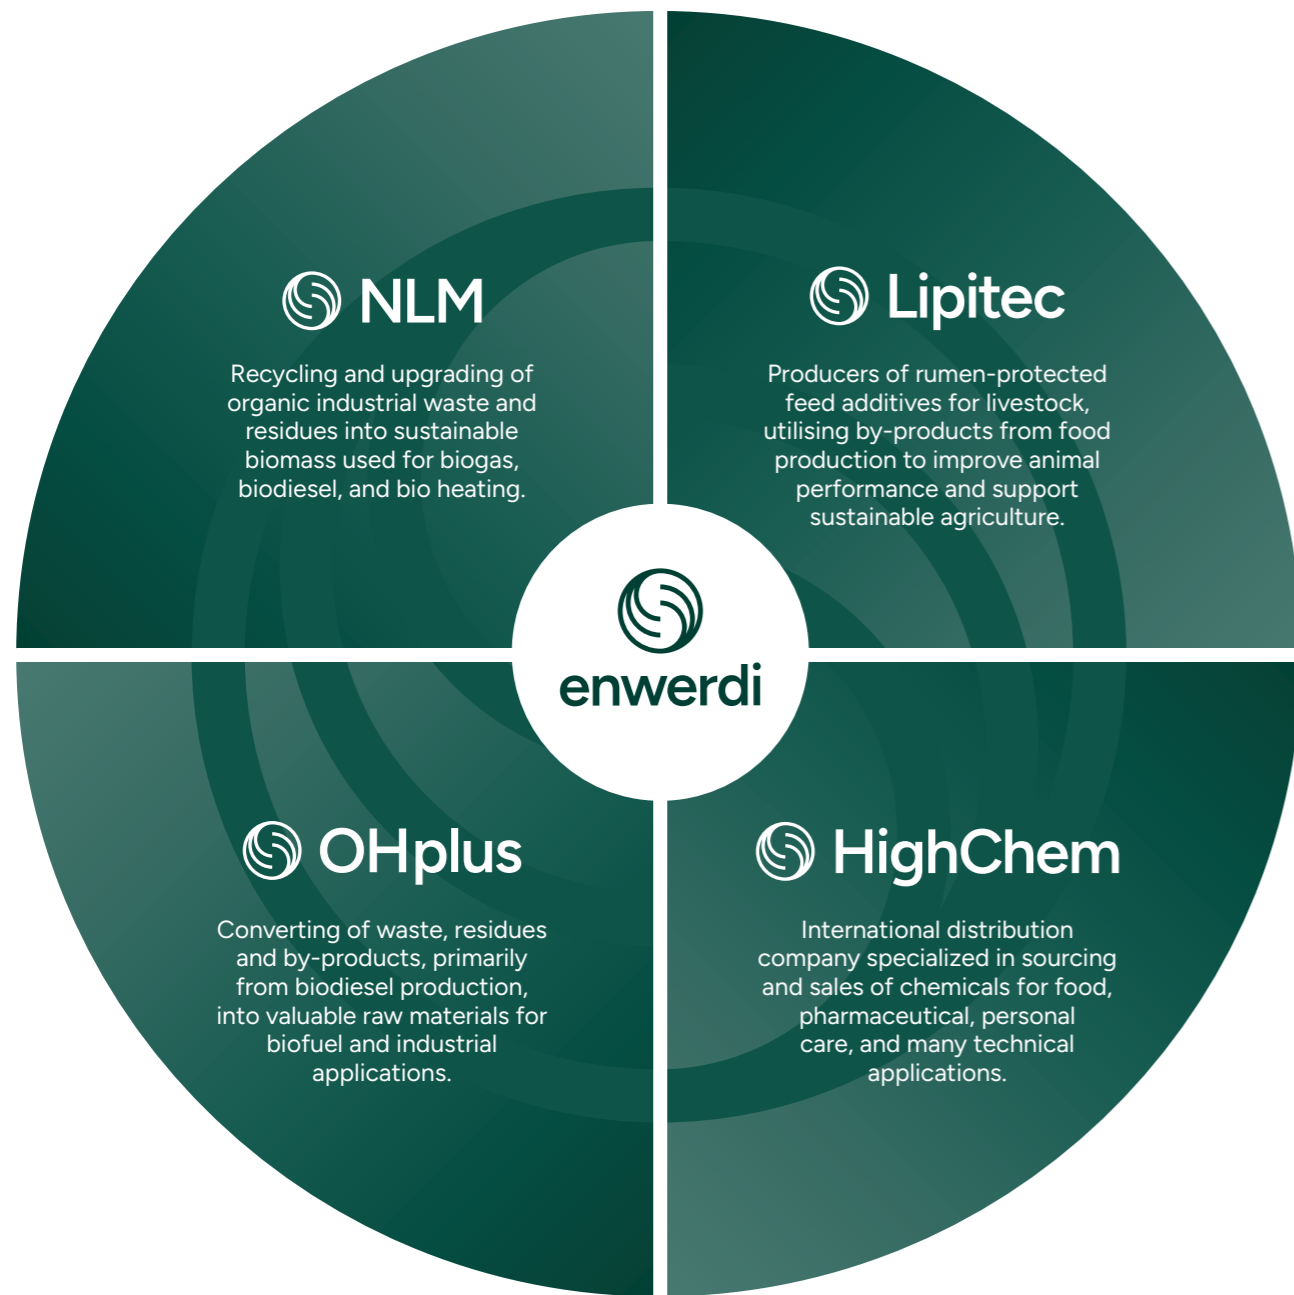 NLM
Recycling and upgrading of
organic industrial waste and
residues into sustainable
biomass used for biogas,
biodiesel, and bio heating.
Lipitec
Producers of rumen-protected
feed additives for livestock,
utilising by-products from food
production to improve animal
performance and support
sustainable agriculture.
enwerdi
OHplus
Converting of waste, residues
and by-products, primarily
from biodiesel production,
into valuable raw materials for
biofuel and industrial
applications.
HighChem
International distribution
company specialized in sourcing
and sales of chemicals for food,
pharmaceutical, personal
care, and many technical
applications.